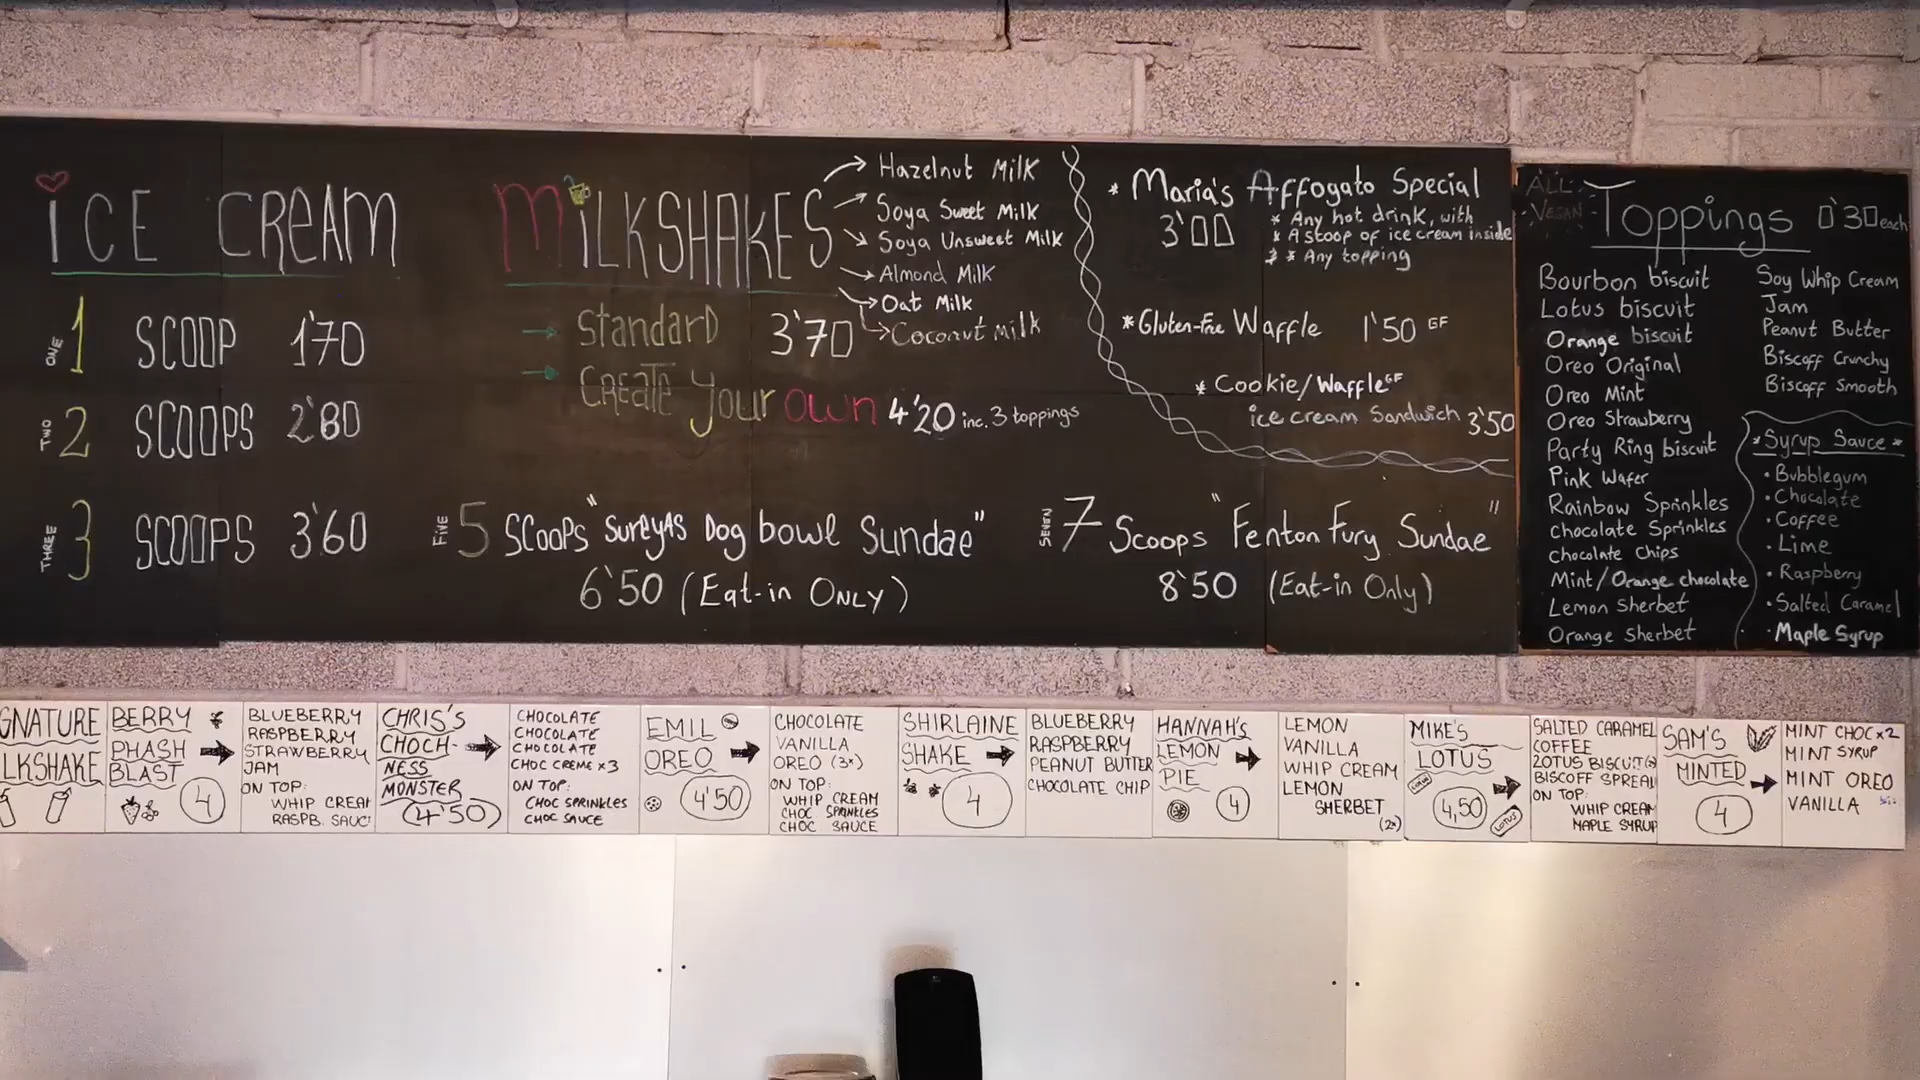 iCE CREAM
ONE 1 SCOOP 1'70
TWO 2 SCOOPS 2'80
THREE 3 SCOOPS 3'60
MiLKSHAKES
Hazelnut Milk
Soya Sweet Milk
Soya Unsweet Milk
Almond Milk
Oat Milk
Coconut Milk
Standard 3'70
CREATE your own 4'20 inc. 3 toppings
FIVE 5 SCOOPS "SUREYAS Dog bowl Sundae"
6'50 (Eat-in ONLY)
* Maria's Affogato Special
3'00
* Any hot drink, with
* A stoop of ice cream inside
* Any topping
* Gluten-free Waffle 1'50 GF
* Cookie/Waffle GF
ice cream Sandwich 3'50
SEVEN 7 Scoops "Fenton Fury Sundae"
8'50 (Eat-in Only)
ALL VEGAN
Toppings 0'30 each
Bourbon biscuit
Lotus biscuit
Orange biscuit
Oreo Original
Oreo Mint
Oreo Strawberry
Party Ring biscuit
Pink Wafer
Rainbow Sprinkles
Chocolate Sprinkles
Chocolate Chips
Mint/Orange chocolate
Lemon Sherbet
Orange Sherbet
Soy Whip Cream
Jam
Peanut Butter
Biscoff Crunchy
Biscoff Smooth
* Syrup Sauce *
• Bubblegum
• Chocolate
• Coffee
• Lime
• Raspberry
• Salted Caramel
• Maple Syrup
GNATURE
LKSHAKE
BERRY
PHASH
BLAST
4
BLUEBERRY
RASPBERRY
STRAWBERRY
JAM
ON TOP:
WHIP CREAM
RASPB. SAUC
CHRIS'S
CHOCH-
NESS
MONSTER
4'50
CHOCOLATE
CHOCOLATE
CHOCOLATE
CHOC CREME x3
ON TOP:
CHOC SPRINKLES
CHOC SAUCE
EMIL
OREO
4'50
CHOCOLATE
VANILLA
OREO (3x)
ON TOP:
WHIP CREAM
CHOC SPRINKLES
CHOC SAUCE
SHIRLAINE
SHAKE
4
BLUEBERRY
RASPBERRY
PEANUT BUTTER
CHOCOLATE CHIP
HANNAH'S
LEMON
PIE
4
LEMON
VANILLA
WHIP CREAM
LEMON
SHERBET
(2x)
MIKE'S
LOTUS
LOTUS
4,50
LOTUS
SALTED CARAMEL
COFFEE
LOTUS BISCUIT
BISCOFF SPREAD
ON TOP:
WHIP CREAM
MAPLE SYRUP
SAM'S
MINTED
4
MINT CHOC x2
MINT SYRUP
MINT OREO
VANILLA